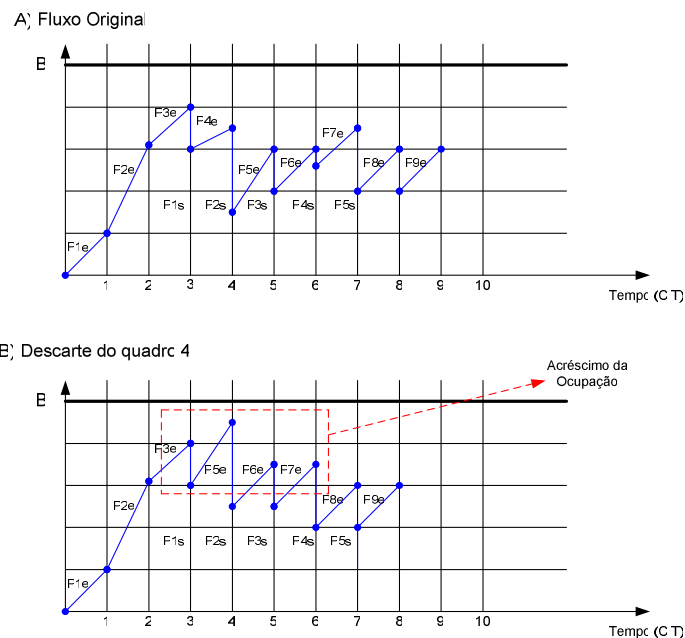 A) Fluxo Original
B
F3e
F4e
F7e
F2e
F5e
F6e
F8e
F9e
F1s
F2s
F3s
F4s
F5s
F1e
1 2 3 4 5 6 7 8 9 10
Tempo (CT)
B) Descarte do quadro 4
Acréscimo da
Ocupação
B
F3e
F5e
F6e
F7e
F2e
F8e
F9e
F1s
F2s
F3s
F4s
F5s
F1e
1 2 3 4 5 6 7 8 9 10
Tempo (CT)